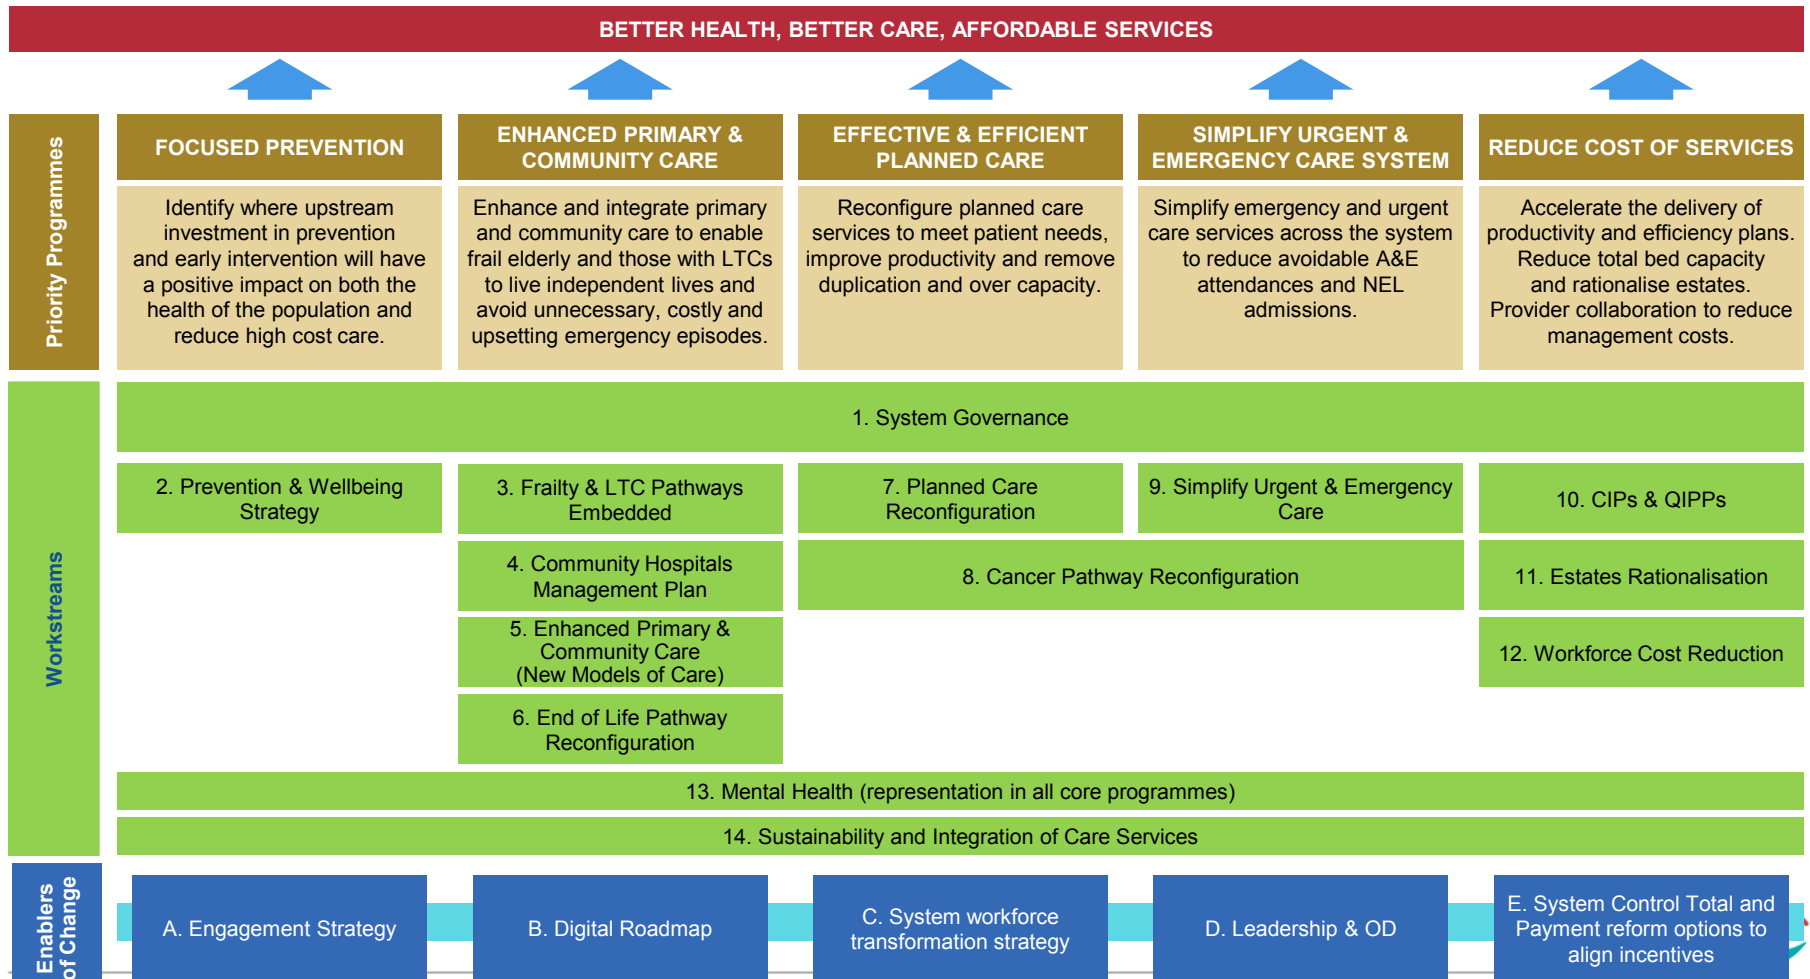 BETTER HEALTH, BETTER CARE, AFFORDABLE SERVICES
Priority Programmes
FOCUSED PREVENTION
ENHANCED PRIMARY &
COMMUNITY CARE
EFFECTIVE & EFFICIENT
PLANNED CARE
SIMPLIFY URGENT &
EMERGENCY CARE SYSTEM
REDUCE COST OF SERVICES
Identify where upstream
investment in prevention
and early intervention will have
a positive impact on both the
health of the population and
reduce high cost care.
Enhance and integrate primary
and community care to enable
frail elderly and those with LTCs
to live independent lives and
avoid unnecessary, costly and
upsetting emergency episodes.
Reconfigure planned care
services to meet patient needs,
improve productivity and remove
duplication and over capacity.
Simplify emergency and urgent
care services across the system
to reduce avoidable A&E
attendances and NEL
admissions.
Accelerate the delivery of
productivity and efficiency plans.
Reduce total bed capacity
and rationalise estates.
Provider collaboration to reduce
management costs.
Workstreams
1. System Governance
2. Prevention & Wellbeing
Strategy
3. Frailty & LTC Pathways
Embedded
4. Community Hospitals
Management Plan
5. Enhanced Primary &
Community Care
(New Models of Care)
6. End of Life Pathway
Reconfiguration
7. Planned Care
Reconfiguration
9. Simplify Urgent & Emergency
Care
8. Cancer Pathway Reconfiguration
10. CIPs & QIPPs
11. Estates Rationalisation
12. Workforce Cost Reduction
13. Mental Health (representation in all core programmes)
14. Sustainability and Integration of Care Services
Enablers
of Change
A. Engagement Strategy
B. Digital Roadmap
C. System workforce
transformation strategy
D. Leadership & OD
E. System Control Total and
Payment reform options to
align incentives